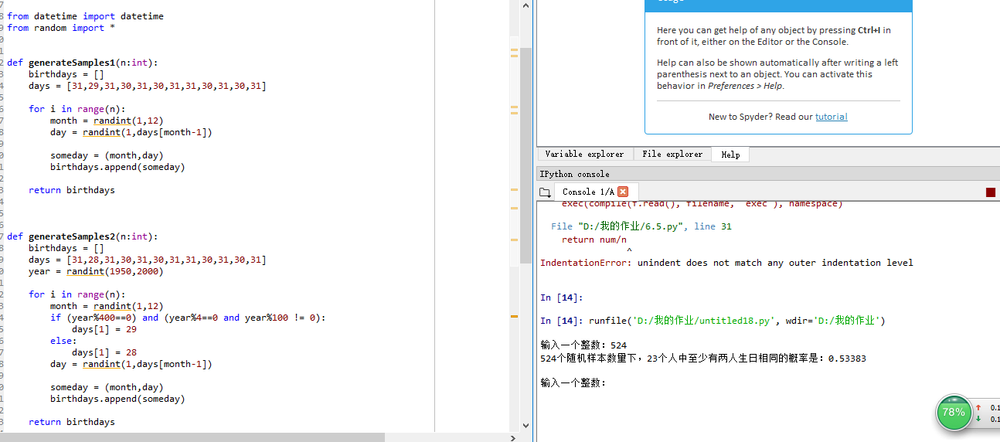 from datetime import datetime
from random import *
def generateSamples1(n:int):
birthdays = []
days = [31,29,31,30,31,30,31,31,30,31,30,31]
for i in range(n):
month = randint(1,12)
day = randint(1,days[month-1])
someday = (month,day)
birthdays.append(someday)
return birthdays
def generateSamples2(n:int):
birthdays = []
days = [31,28,31,30,31,30,31,31,30,31,30,31]
year = randint(1950,2000)
for i in range(n):
month = randint(1,12)
if (year%400==0) and (year%4==0 and year%100 != 0):
days[1] = 29
else:
days[1] = 28
day = randint(1,days[month-1])
someday = (month,day)
birthdays.append(someday)
return birthdays
Here you can get help of any object by pressing Ctrl+I in
front of it, either on the Editor or the Console.
Help can also be shown automatically after writing a left
parenthesis next to an object. You can activate this
behavior in Preferences > Help.
New to Spyder? Read our tutorial
Variable explorer File explorer Help
IPython console
Console 1/A
exec(compile(f.read(), filename, 'exec'), namespace)
File "D:/我的作业/6.5.py", line 31
return num/n
^
IndentationError: unindent does not match any outer indentation level
In [14]:
In [14]: runfile('D:/我的作业/untitled18.py', wdir='D:/我的作业')
输入一个整数：524
524个随机样本数量下，23个人中至少有两人生日相同的概率是：0.53383
输入一个整数：
78%
0.1
0.1